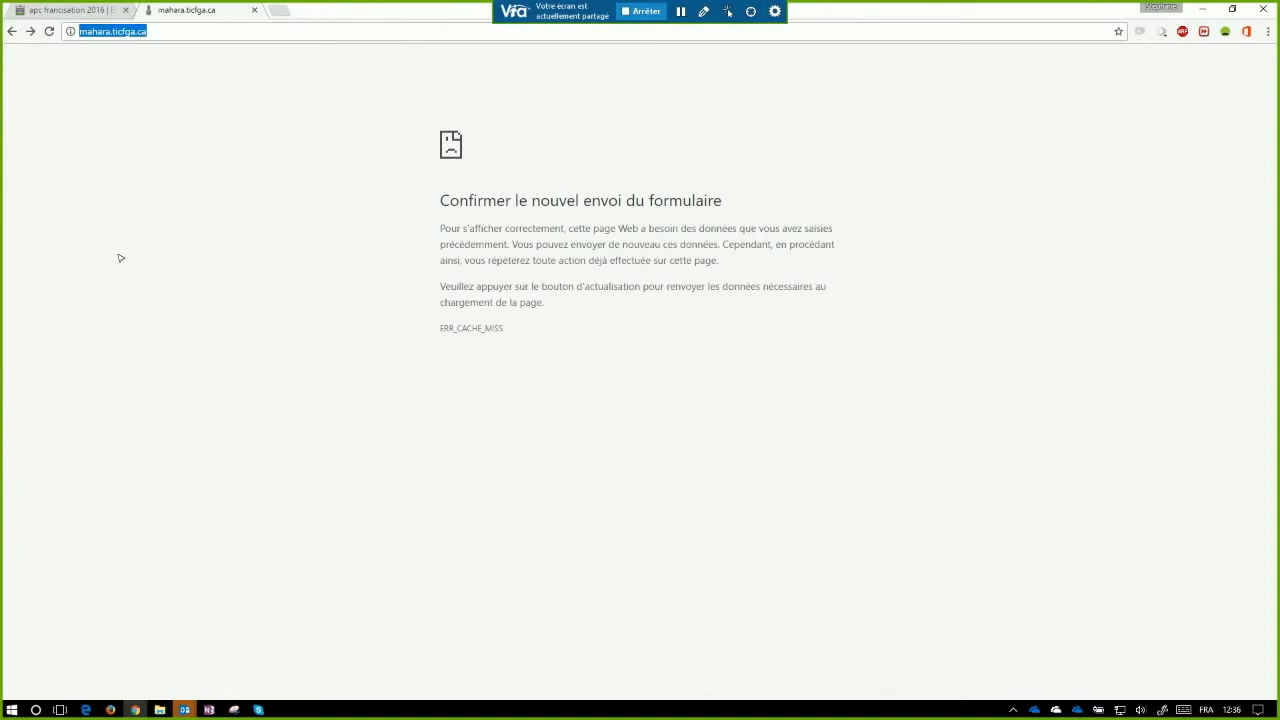 apc francisation 2016 | E
mahara.ticfga.ca
Vià
Votre écran est
actuellement partagé
Arrêter
Stéphane
mahara.ticfga.ca
ABP
Confirmer le nouvel envoi du formulaire
Pour s'afficher correctement, cette page Web a besoin des données que vous avez saisies
précédemment. Vous pouvez envoyer de nouveau ces données. Cependant, en procédant
ainsi, vous répéterez toute action déjà effectuée sur cette page.
Veuillez appuyer sur le bouton d'actualisation pour renvoyer les données nécessaires au
chargement de la page.
ERR_CACHE_MISS
FRA
12:36